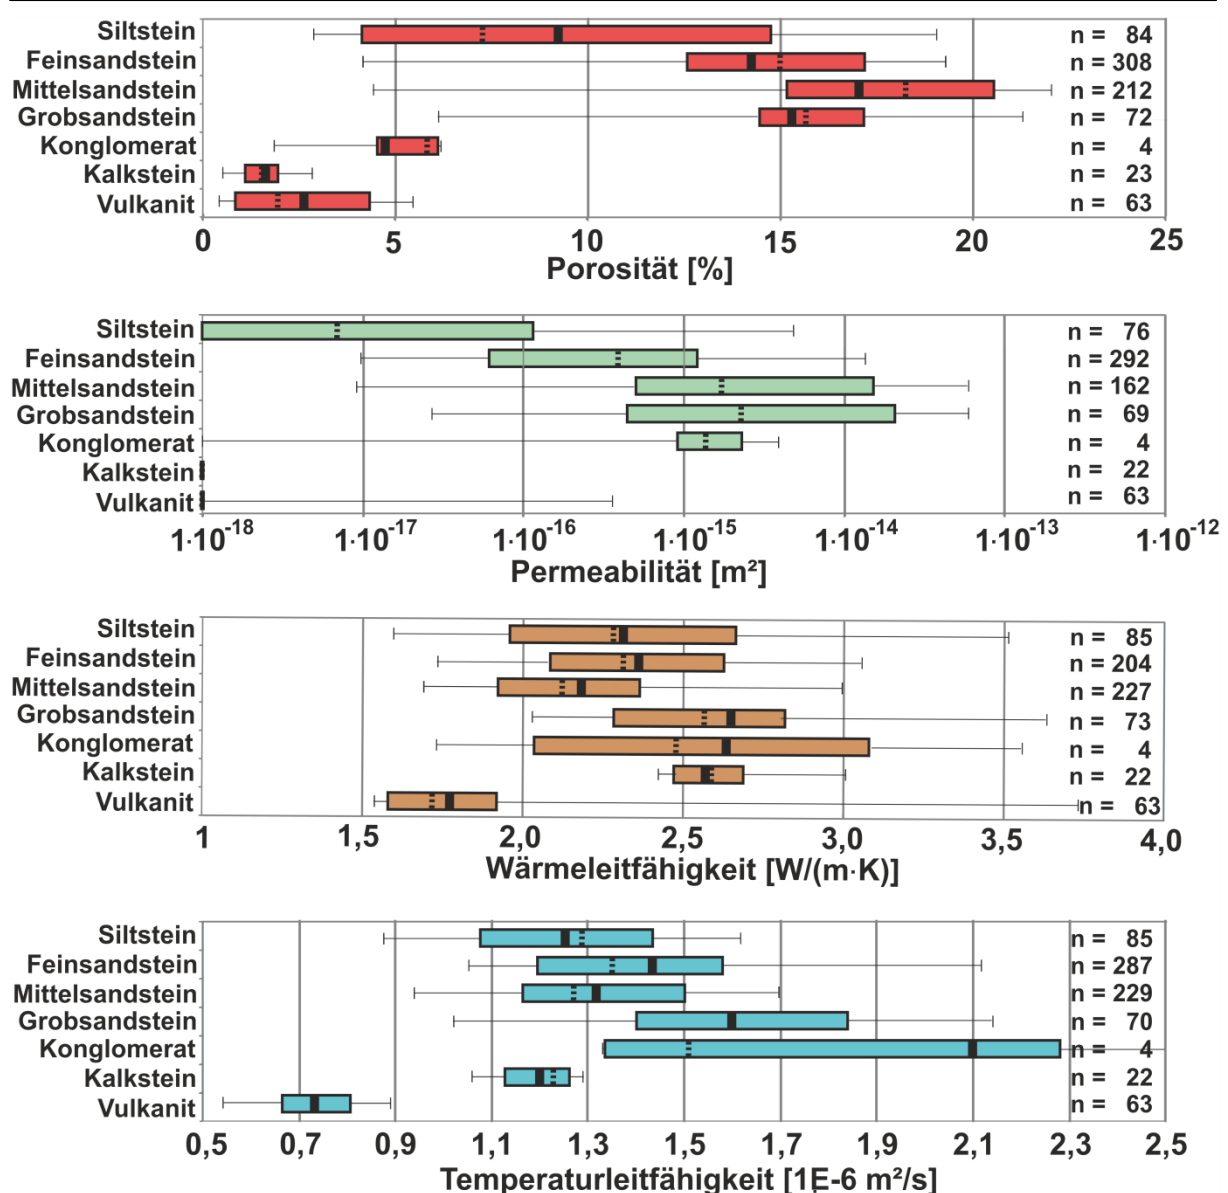 Siltstein n = 84
Feinsandstein n = 308
Mittelsandstein n = 212
Grobsandstein n = 72
Konglomerat n = 4
Kalkstein n = 23
Vulkanit n = 63
0 5 10 15 20 25
Porosität [%]
Siltstein n = 76
Feinsandstein n = 292
Mittelsandstein n = 162
Grobsandstein n = 69
Konglomerat n = 4
Kalkstein n = 22
Vulkanit n = 63
1·10⁻¹⁸ 1·10⁻¹⁷ 1·10⁻¹⁶ 1·10⁻¹⁵ 1·10⁻¹⁴ 1·10⁻¹³ 1·10⁻¹²
Permeabilität [m²]
Siltstein n = 85
Feinsandstein n = 204
Mittelsandstein n = 227
Grobsandstein n = 73
Konglomerat n = 4
Kalkstein n = 22
Vulkanit n = 63
1 1,5 2,0 2,5 3,0 3,5 4,0
Wärmeleitfähigkeit [W/(m·K)]
Siltstein n = 85
Feinsandstein n = 287
Mittelsandstein n = 229
Grobsandstein n = 70
Konglomerat n = 4
Kalkstein n = 22
Vulkanit n = 63
0,5 0,7 0,9 1,1 1,3 1,5 1,7 1,9 2,1 2,3 2,5
Temperaturleitfähigkeit [1E-6 m²/s]